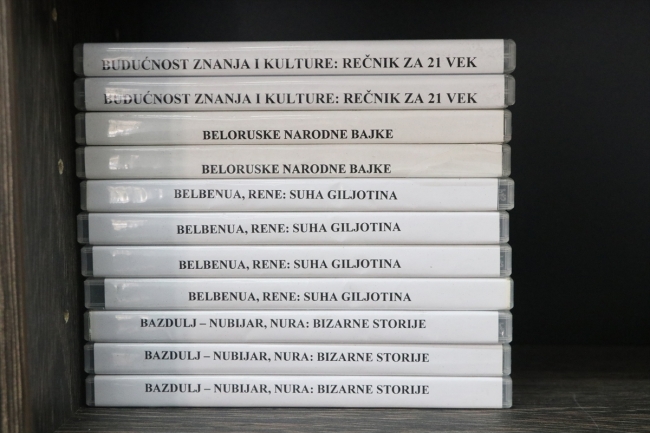 BUDUĆNOST ZNANJA I KULTURE: REČNIK ZA 21 VEK
BUDUĆNOST ZNANJA I KULTURE: REČNIK ZA 21 VEK
BELORUSKE NARODNE BAJKE
BELORUSKE NARODNE BAJKE
BELBENUA, RENE: SUHA GILJOTINA
BELBENUA, RENE: SUHA GILJOTINA
BELBENUA, RENE: SUHA GILJOTINA
BELBENUA, RENE: SUHA GILJOTINA
BAZDULJ – NUBIJAR, NURA: BIZARNE STORIJE
BAZDULJ – NUBIJAR, NURA: BIZARNE STORIJE
BAZDULJ – NUBIJAR, NURA: BIZARNE STORIJE